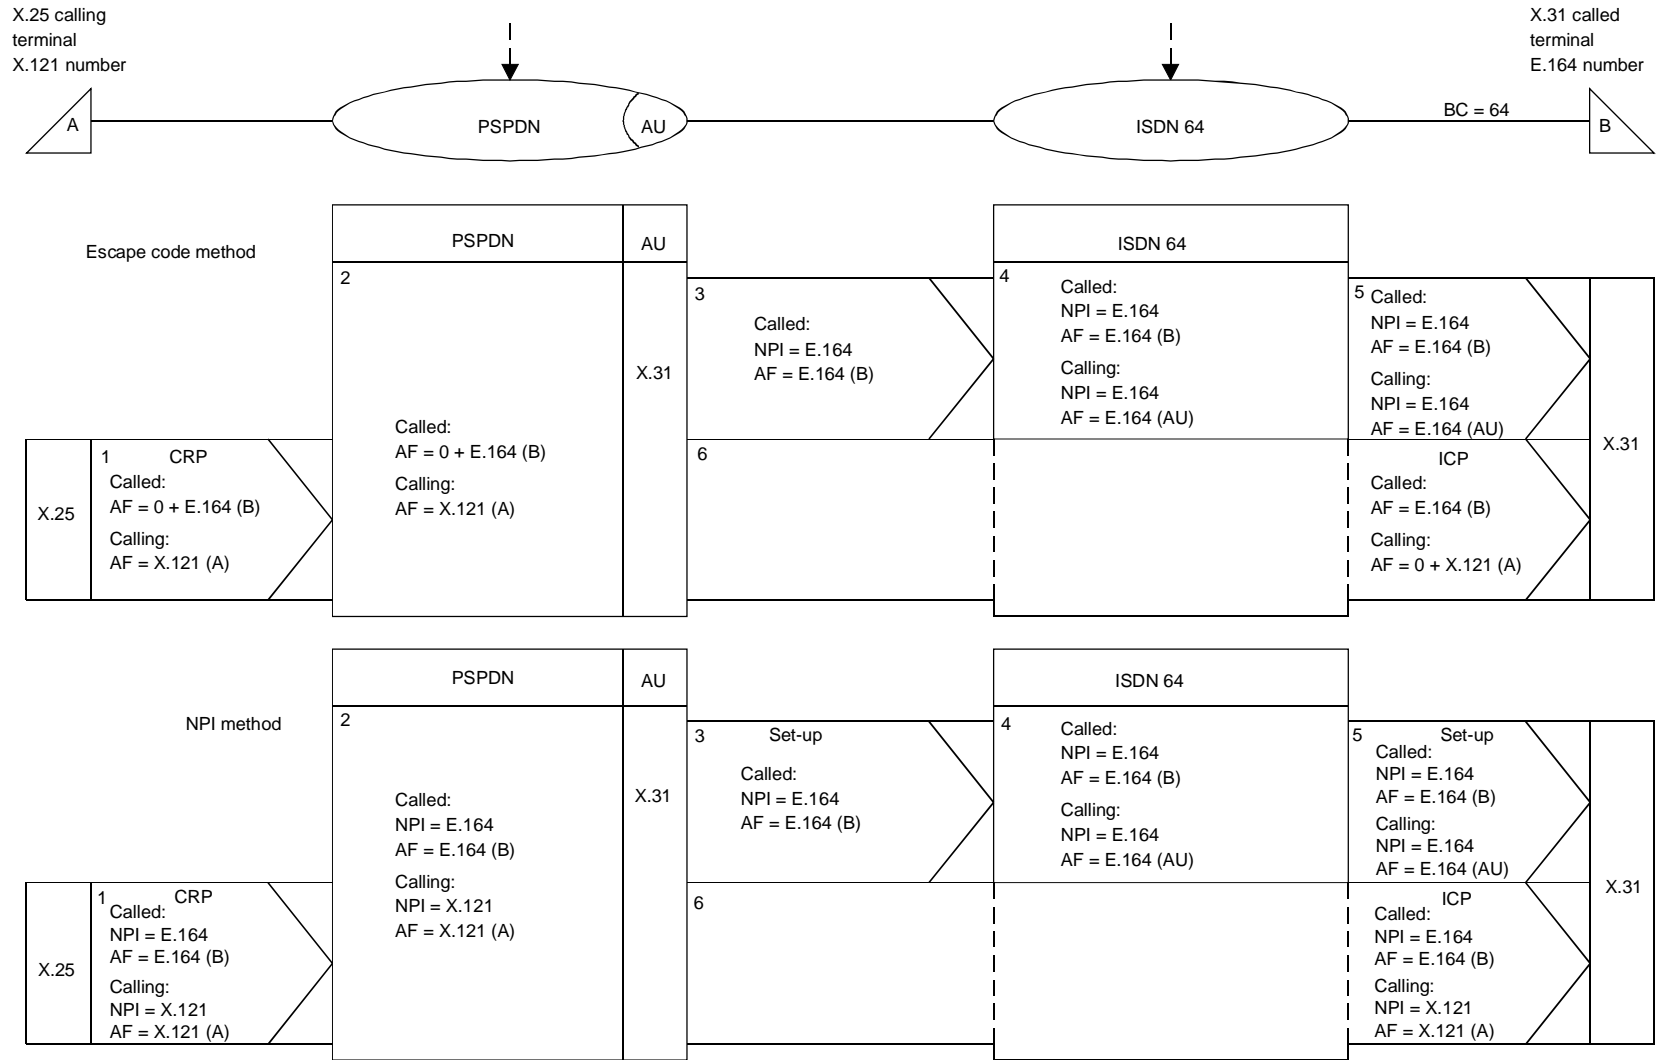 X.25 calling
terminal
X.121 number
X.31 called
terminal
E.164 number
A
PSPDN
AU
ISDN 64
BC = 64
B
Escape code method
PSPDN
AU
ISDN 64
2
Called:
AF = 0 + E.164 (B)
Calling:
AF = X.121 (A)
X.31
3
Called:
NPI = E.164
AF = E.164 (B)
4
Called:
NPI = E.164
AF = E.164 (B)
Calling:
NPI = E.164
AF = E.164 (AU)
5
Called:
NPI = E.164
AF = E.164 (B)
Calling:
NPI = E.164
AF = E.164 (AU)
X.31
X.25
1
CRP
Called:
AF = 0 + E.164 (B)
Calling:
AF = X.121 (A)
6
ICP
Called:
AF = E.164 (B)
Calling:
AF = 0 + X.121 (A)
NPI method
PSPDN
AU
ISDN 64
2
Called:
NPI = E.164
AF = E.164 (B)
Calling:
NPI = X.121
AF = X.121 (A)
X.31
3
Set-up
Called:
NPI = E.164
AF = E.164 (B)
4
Called:
NPI = E.164
AF = E.164 (B)
Calling:
NPI = E.164
AF = E.164 (AU)
5
Set-up
Called:
NPI = E.164
AF = E.164 (B)
Calling:
NPI = E.164
AF = E.164 (AU)
X.31
X.25
1
CRP
Called:
NPI = E.164
AF = E.164 (B)
Calling:
NPI = X.121
AF = X.121 (A)
6
ICP
Called:
NPI = E.164
AF = E.164 (B)
Calling:
NPI = X.121
AF = X.121 (A)